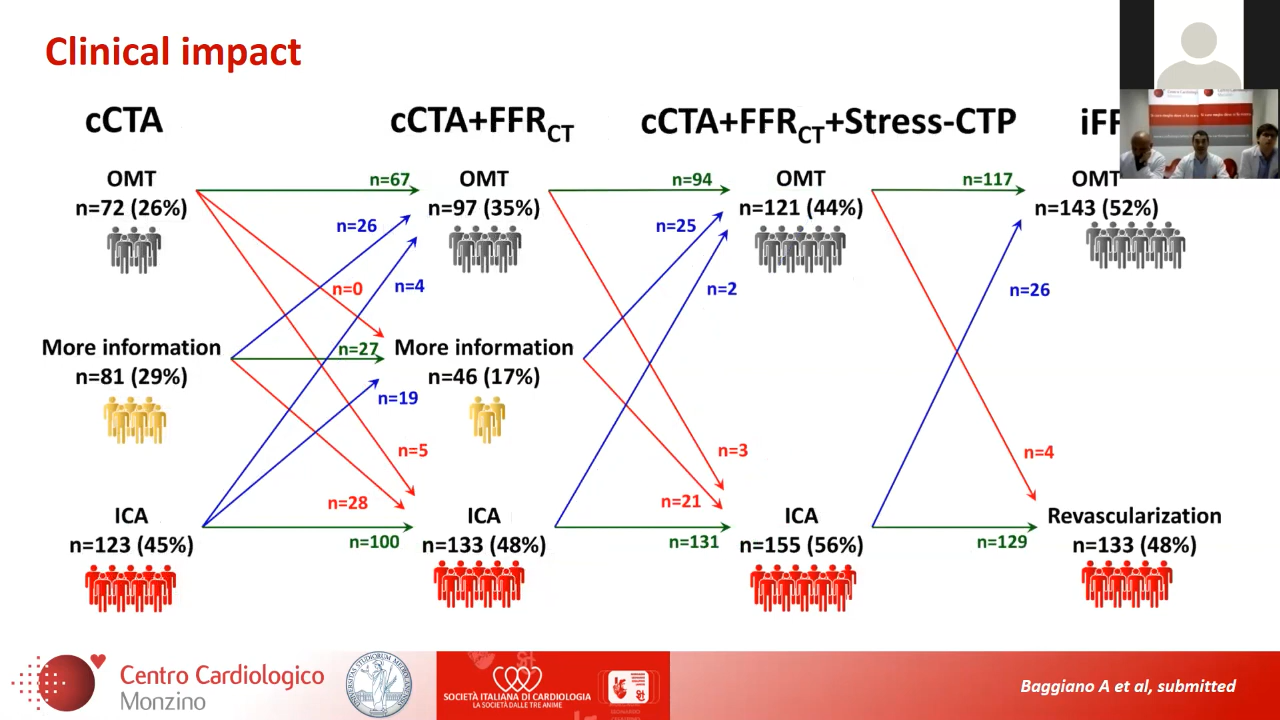 Clinical impact
cCTA
cCTA+FFRCT
cCTA+FFRCT+Stress-CTP
iFF
OMT
n=72 (26%)
n=67
OMT
n=97 (35%)
n=94
OMT
n=121 (44%)
n=117
OMT
n=143 (52%)
n=26
n=4
n=0
n=25
n=2
n=26
More information
n=81 (29%)
n=27
More information
n=46 (17%)
n=19
n=5
n=28
n=3
n=21
n=4
ICA
n=123 (45%)
n=100
ICA
n=133 (48%)
n=131
ICA
n=155 (56%)
n=129
Revascularization
n=133 (48%)
Centro Cardiologico
Monzino
SOCIETÀ ITALIANA DI CARDIOLOGIA
LA SOCIETÀ DALLE TRE ANIME
Baggiano A et al, submitted